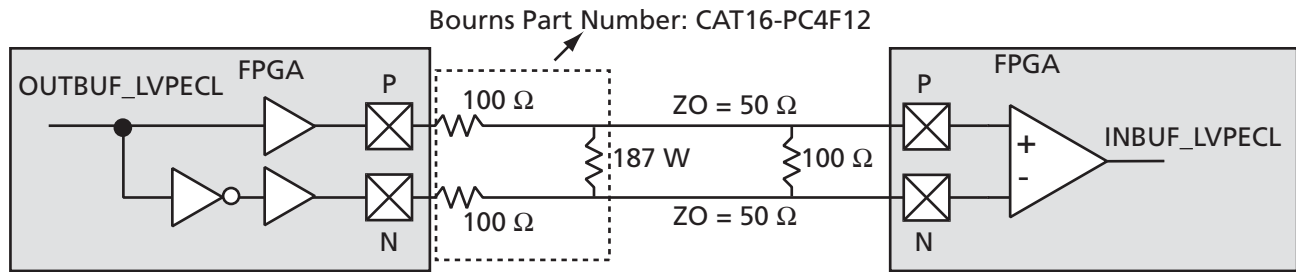 Bourns Part Number: CAT16-PC4F12
OUTBUF_LVPECL
FPGA
P
100 Ω
ZO = 50 Ω
187 W
100 Ω
100 Ω
ZO = 50 Ω
N
FPGA
P
+
-
INBUF_LVPECL
N